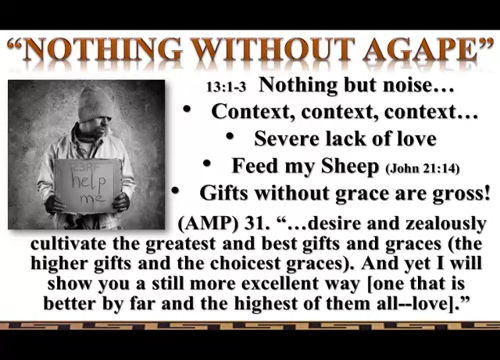 “NOTHING WITHOUT AGAPE”
13:1-3 Nothing but noise…
• Context, context, context…
• Severe lack of love
• Feed my Sheep (John 21:14)
• Gifts without grace are gross!
help
me
(AMP) 31. “…desire and zealously
cultivate the greatest and best gifts and graces (the
higher gifts and the choicest graces). And yet I will
show you a still more excellent way [one that is
better by far and the highest of them all--love].”